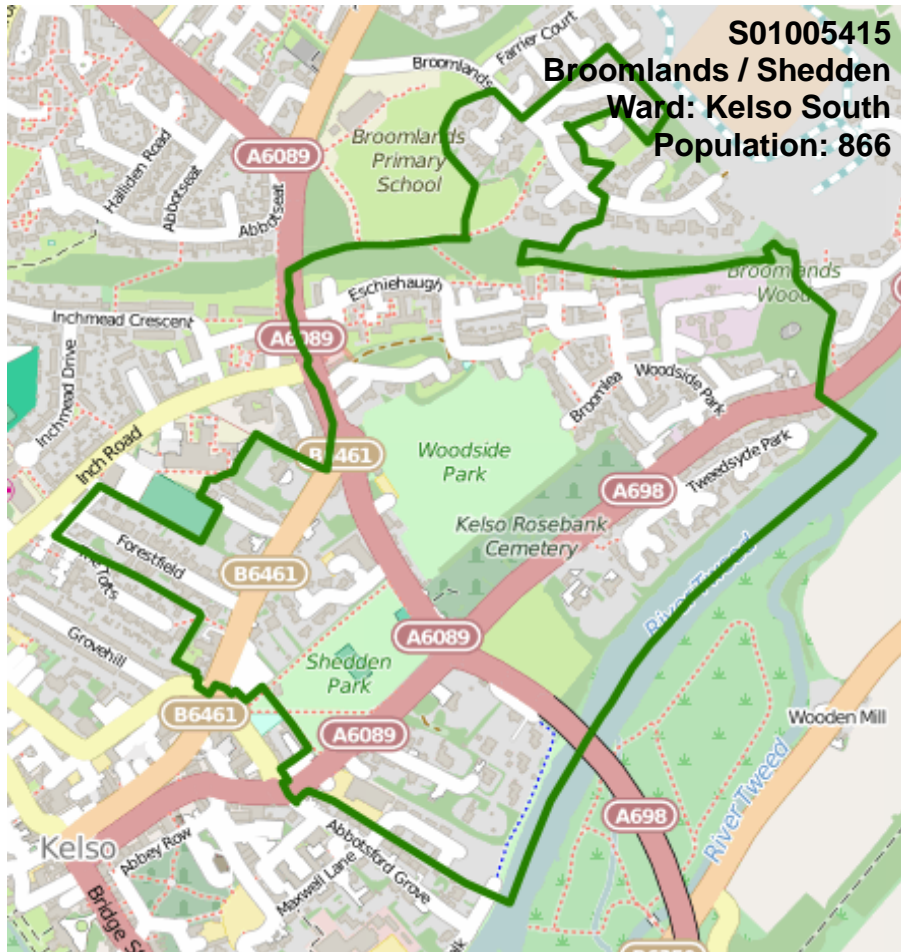 S01005415
Broomlands / Shedden
Ward: Kelso South
Population: 866
Farrier Court
Broomlands
Halliden Road
Abbotseat
Abbotseat
A6089
Broomlands
Primary
School
Eschiehaugh
Broomlands
Wood
Inchmead Crescent
A6089
Inchmead Drive
Woodside Park
Broomlea
Inch Road
B6461
Woodside
Park
Tweedsyde Park
A698
Kelso Rosebank
Cemetery
Forestfield
Tofts
B6461
River Tweed
Grovehill
A6089
Shedden
Park
B6461
A6089
Wooden Mill
River Tweed
A698
Kelso
Abbey Row
Abbotsford Grove
Maxwell Lane
Bridge